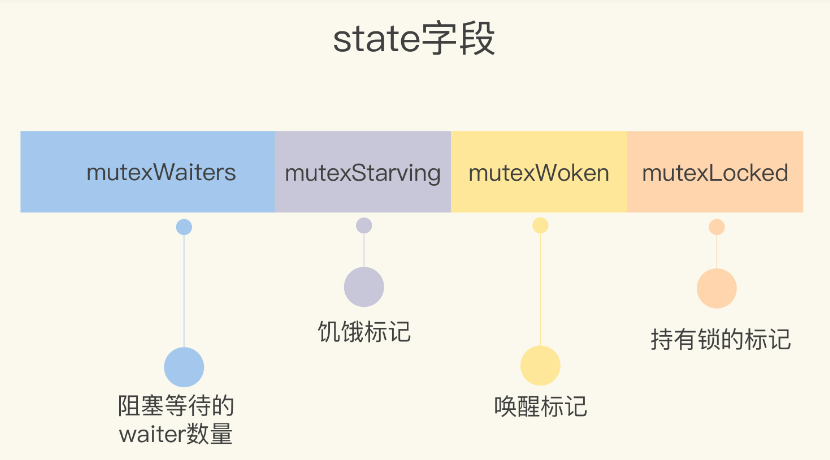 state字段
mutexWaiters
mutexStarving
mutexWoken
mutexLocked
饥饿标记
持有锁的标记
阻塞等待的
waiter数量
唤醒标记